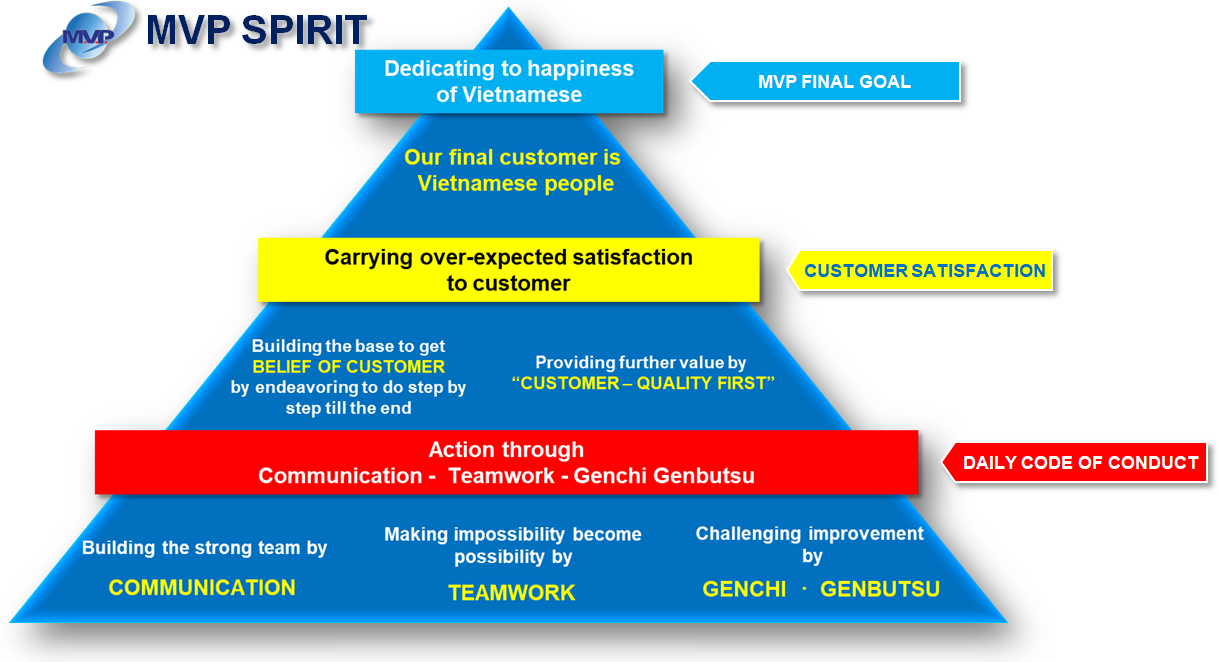 M.V.P.
MVP SPIRIT
Dedicating to happiness
of Vietnamese
MVP FINAL GOAL
Our final customer is
Vietnamese people
Carrying over-expected satisfaction
to customer
CUSTOMER SATISFACTION
Building the base to get
BELIEF OF CUSTOMER
by endeavoring to do step by
step till the end
Providing further value by
“CUSTOMER – QUALITY FIRST”
Action through
Communication - Teamwork - Genchi Genbutsu
DAILY CODE OF CONDUCT
Building the strong team by
COMMUNICATION
Making impossibility become
possibility by
TEAMWORK
Challenging improvement
by
GENCHI · GENBUTSU